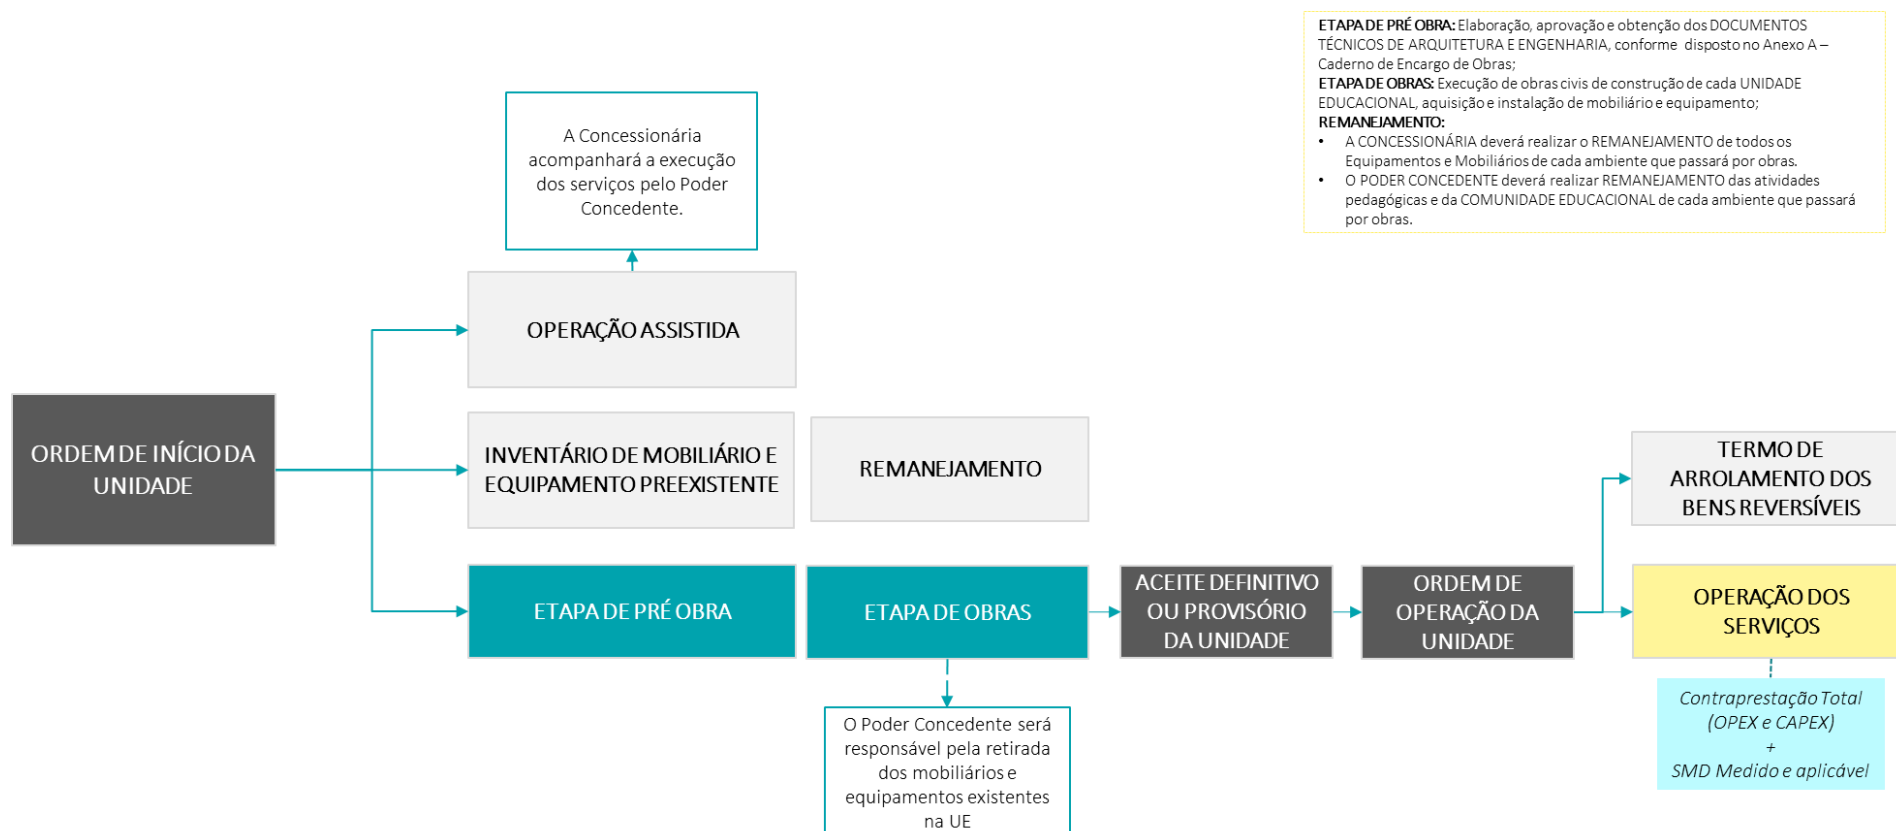 ETAPA DE PRÉ OBRA: Elaboração, aprovação e obtenção dos DOCUMENTOS
TÉCNICOS DE ARQUITETURA E ENGENHARIA, conforme disposto no Anexo A –
Caderno de Encargo de Obras;
ETAPA DE OBRAS: Execução de obras civis de construção de cada UNIDADE
EDUCACIONAL, aquisição e instalação de mobiliário e equipamento;
REMANEJAMENTO:
• A CONCESSIONÁRIA deverá realizar o REMANEJAMENTO de todos os
Equipamentos e Mobiliários de cada ambiente que passará por obras.
• O PODER CONCEDENTE deverá realizar REMANEJAMENTO das atividades
pedagógicas e da COMUNIDADE EDUCACIONAL de cada ambiente que passará
por obras.
A Concessionária
acompanhará a execução
dos serviços pelo Poder
Concedente.
OPERAÇÃO ASSISTIDA
ORDEM DE INÍCIO DA
UNIDADE
INVENTÁRIO DE MOBILIÁRIO E
EQUIPAMENTO PREEXISTENTE
REMANEJAMENTO
TERMO DE
ARROLAMENTO DOS
BENS REVERSÍVEIS
ETAPA DE PRÉ OBRA
ETAPA DE OBRAS
ACEITE DEFINITIVO
OU PROVISÓRIO
DA UNIDADE
ORDEM DE
OPERAÇÃO DA
UNIDADE
OPERAÇÃO DOS
SERVIÇOS
O Poder Concedente será
responsável pela retirada
dos mobiliários e
equipamentos existentes
na UE
Contraprestação Total
(OPEX e CAPEX)
+
SMD Medido e aplicável